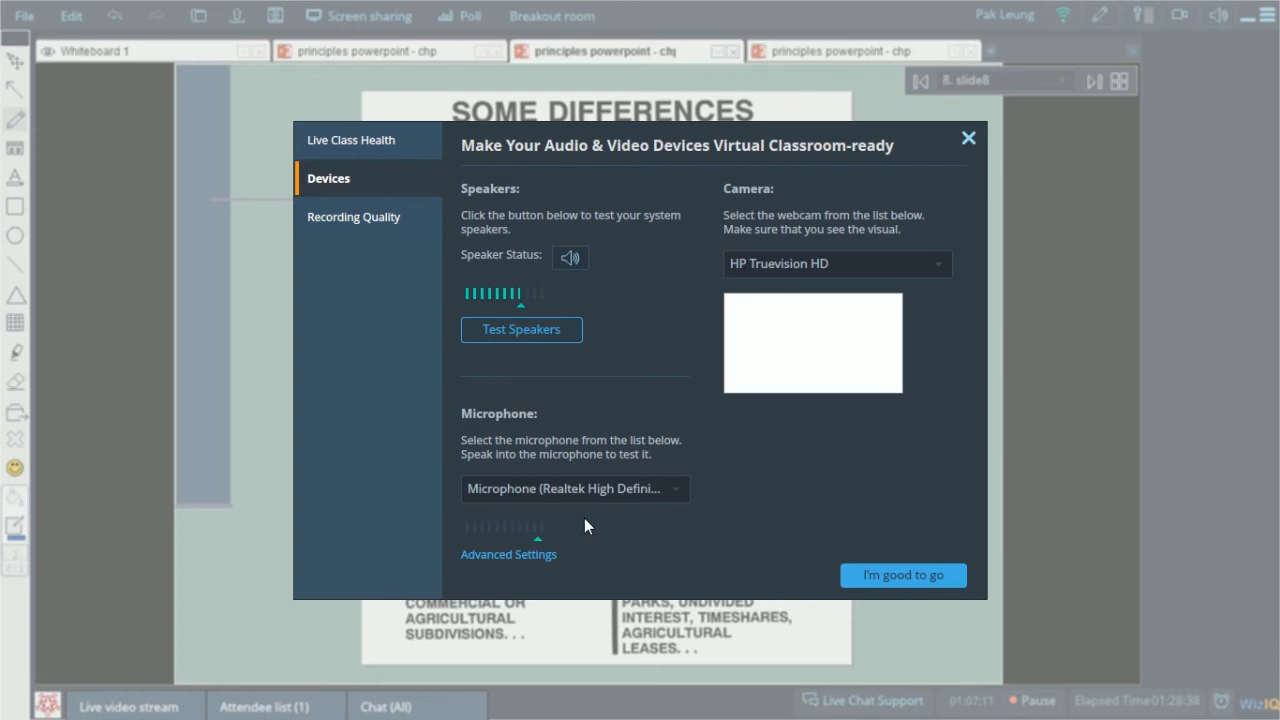 File Edit Screen sharing Poll Breakout room Pak Leung
Whiteboard 1 principles powerpoint - chp principles powerpoint - chp principles powerpoint - chp
8. slide8
SOME DIFFERENCES
Live Class Health
Devices
Recording Quality
Make Your Audio & Video Devices Virtual Classroom-ready
Speakers:
Click the button below to test your system
speakers.
Speaker Status:
Test Speakers
Camera:
Select the webcam from the list below.
Make sure that you see the visual.
HP Truevision HD
Microphone:
Select the microphone from the list below.
Speak into the microphone to test it.
Microphone (Realtek High Defini...
Advanced Settings
I'm good to go
COMMERCIAL OR
AGRICULTURAL
SUBDIVISIONS. . .
PARKS, UNDIVIDED
INTEREST, TIMESHARES,
AGRICULTURAL
LEASES. . .
Live video stream Attendee list (1) Chat (All) Live Chat Support 01:07:11 Pause Elapsed Time 01:28:38 WizIQ